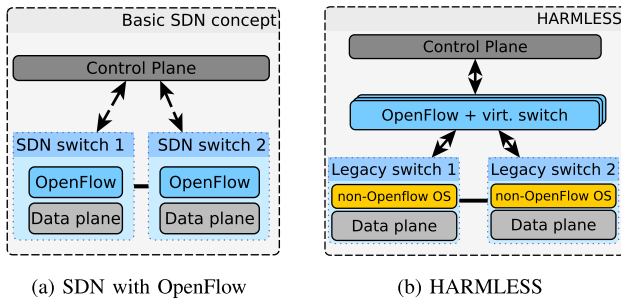 Basic SDN concept
Control Plane
SDN switch 1
SDN switch 2
OpenFlow
OpenFlow
Data plane
Data plane
(a) SDN with OpenFlow
HARMLESS
Control Plane
OpenFlow + virt. switch
Legacy switch 1
Legacy switch 2
non-Openflow OS
non-OpenFlow OS
Data plane
Data plane
(b) HARMLESS